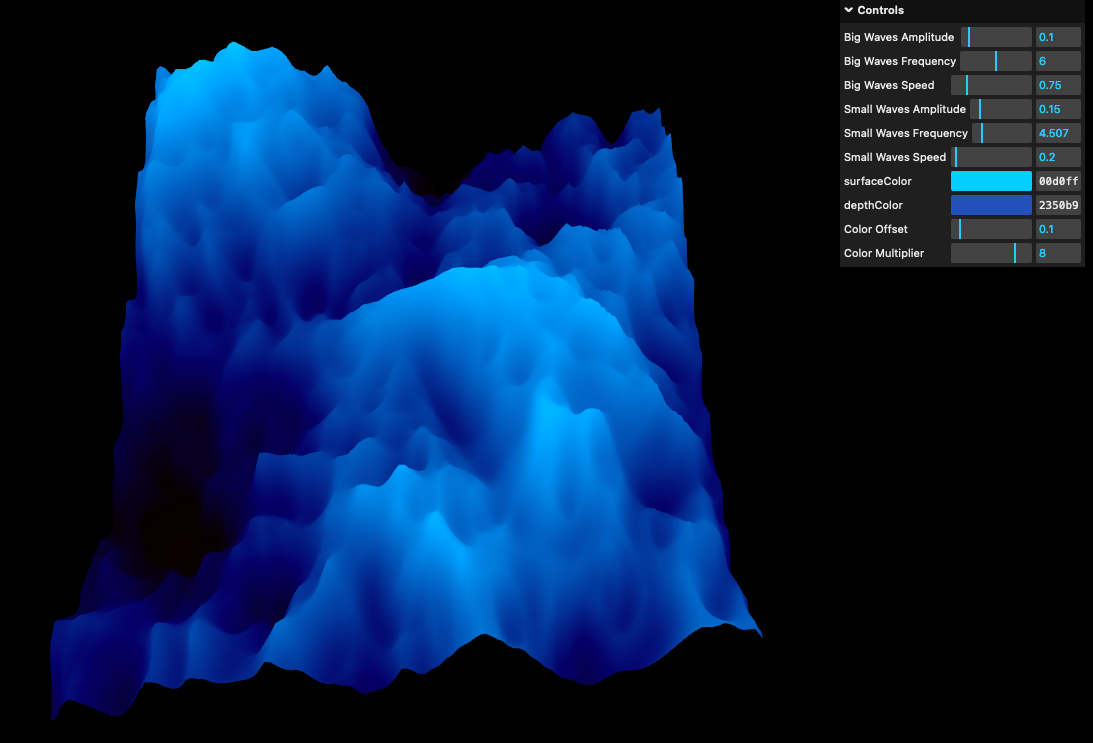 Controls
Big Waves Amplitude 0.1
Big Waves Frequency 6
Big Waves Speed 0.75
Small Waves Amplitude 0.15
Small Waves Frequency 4.507
Small Waves Speed 0.2
surfaceColor 00d0ff
depthColor 2350b9
Color Offset 0.1
Color Multiplier 8